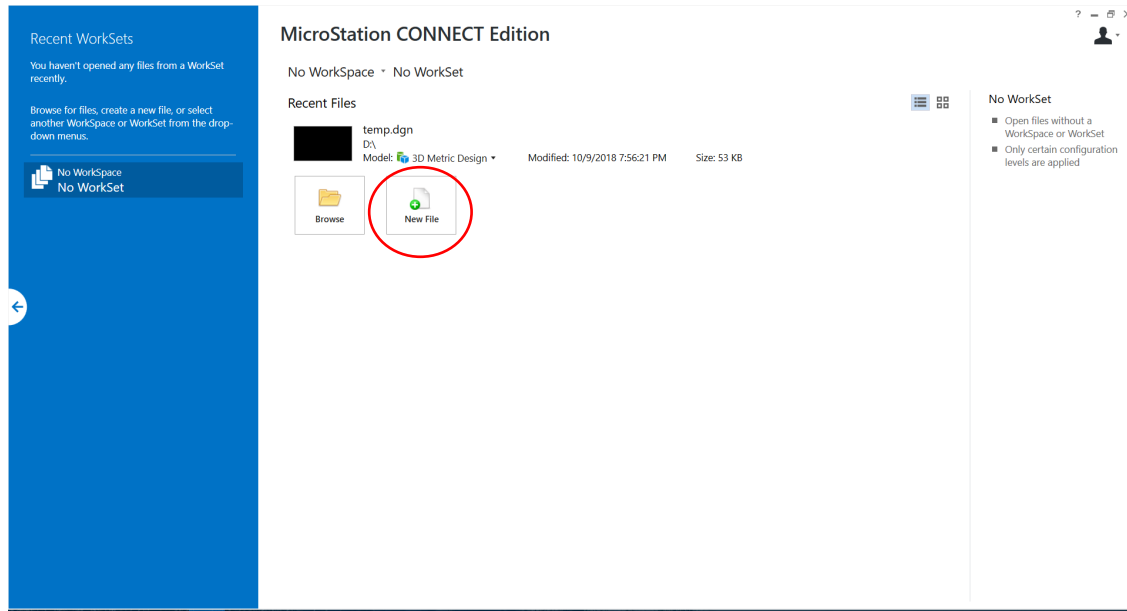 Recent WorkSets
You haven't opened any files from a WorkSet
recently.
Browse for files, create a new file, or select
another WorkSpace or WorkSet from the drop-
down menus.
No WorkSpace
No WorkSet
MicroStation CONNECT Edition
No WorkSpace No WorkSet
Recent Files
temp.dgn
D:\
Model: 3D Metric Design Modified: 10/9/2018 7:56:21 PM Size: 53 KB
Browse
New File
No WorkSet
Open files without a
WorkSpace or WorkSet
Only certain configuration
levels are applied